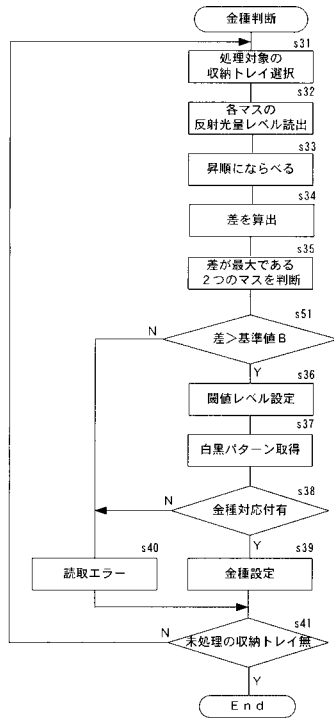 金種判断
s31
処理対象の
収納トレイ選択
s32
各マスの
反射光量レベル読出
s33
昇順にならべる
s34
差を算出
s35
差が最大である
2つのマスを判断
s51
N
差＞基準値B
Y
s36
閾値レベル設定
s37
白黒パターン取得
s38
N
金種対応付有
Y
s40
s39
読取エラー
金種設定
s41
N
未処理の収納トレイ無
Y
End